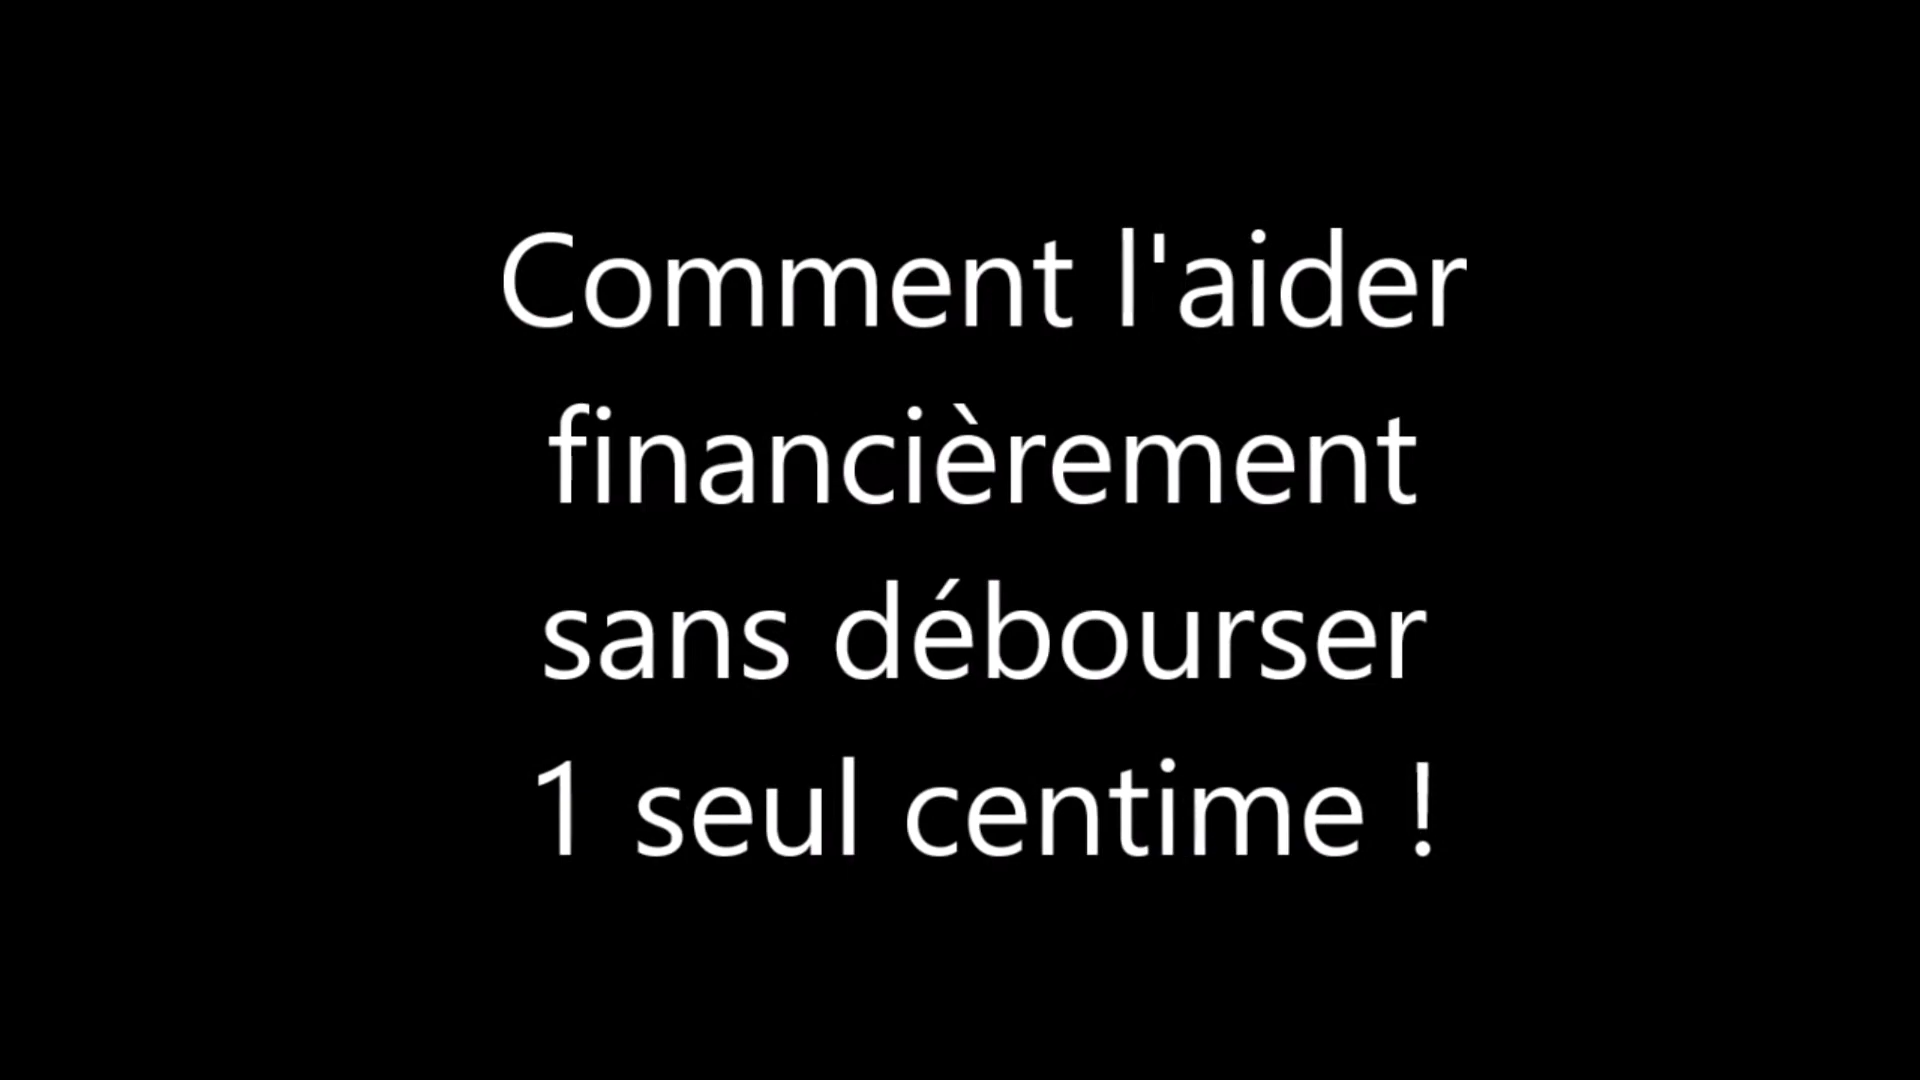 Comment l'aider
financièrement
sans débourser
1 seul centime !